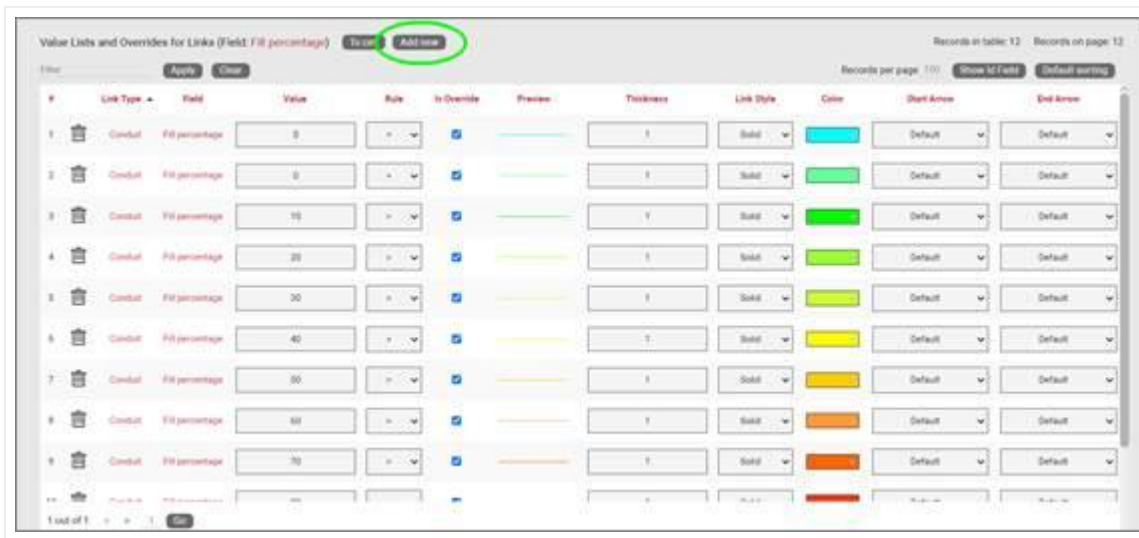 Value Lists and Overrides for Links (Field: Fill percentage) Add new Records in table: 12 Records on page: 12
Filter Apply Clear Records per page 100 Show Id Field Default sorting
# Link Type Field Value Rule Is Override Preview Thickness Link Style Color Start Arrow End Arrow
1 Conduit Fill percentage 0 1 Solid Default Default
2 Conduit Fill percentage 0 1 Solid Default Default
3 Conduit Fill percentage 10 1 Solid Default Default
4 Conduit Fill percentage 20 1 Solid Default Default
5 Conduit Fill percentage 30 1 Solid Default Default
6 Conduit Fill percentage 40 1 Solid Default Default
7 Conduit Fill percentage 50 1 Solid Default Default
8 Conduit Fill percentage 60 1 Solid Default Default
9 Conduit Fill percentage 70 1 Solid Default Default
1 out of 1 1 Go